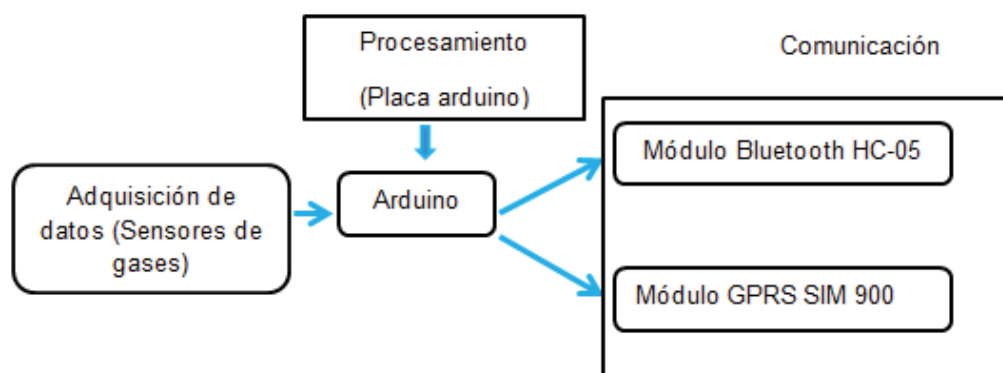 Procesamiento
(Placa arduino)
Comunicación
Módulo Bluetooth HC-05
Adquisición de
datos (Sensores de
gases)
Arduino
Módulo GPRS SIM 900